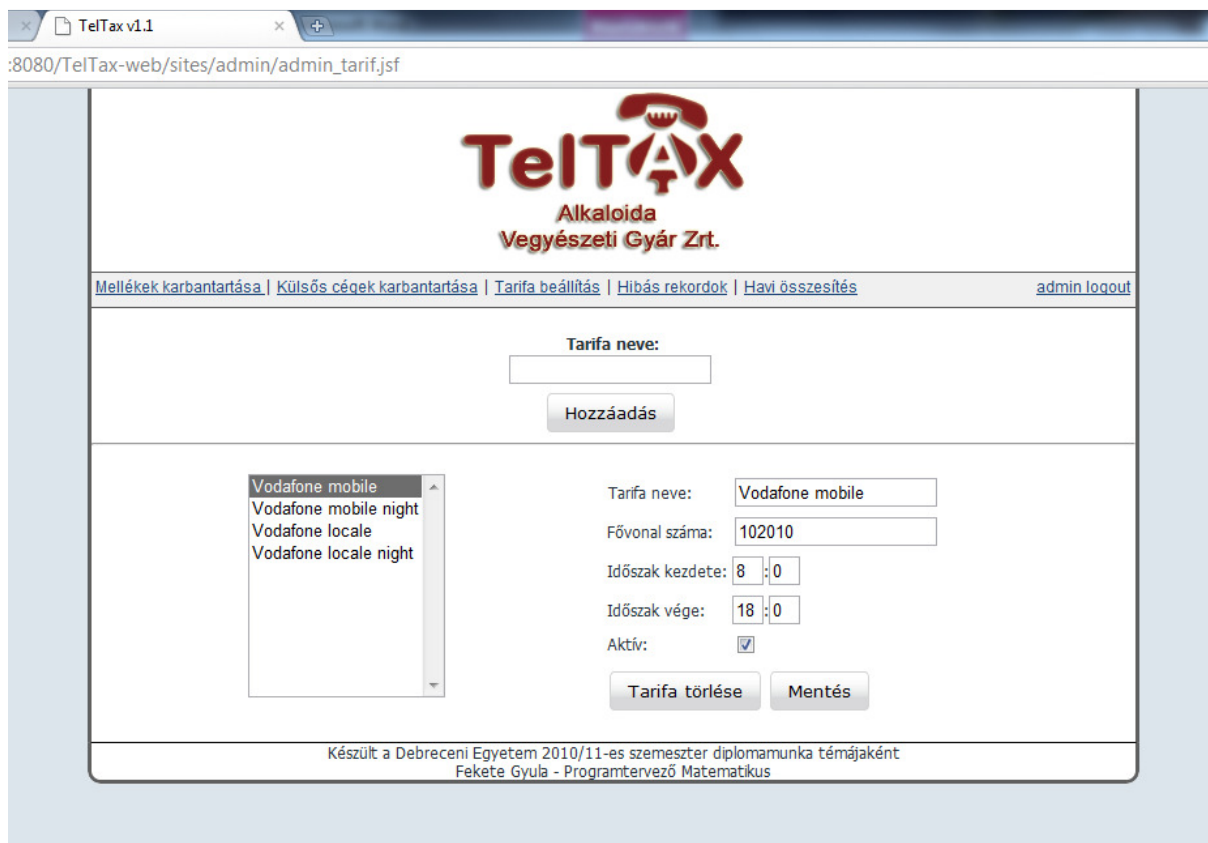 TelTax v1.1
:8080/TelTax-web/sites/admin/admin_tarif.jsf
TelTAX
Alkaloida
Vegyészeti Gyár Zrt.
Mellékek karbantartása | Külsős cégek karbantartása | Tarifa beállítás | Hibás rekordok | Havi összesítés admin logout
Tarifa neve:
Hozzáadás
Vodafone mobile
Vodafone mobile night
Vodafone locale
Vodafone locale night
Tarifa neve: Vodafone mobile
Fővonal száma: 102010
Időszak kezdete: 8 :0
Időszak vége: 18 :0
Aktív:
Tarifa törlése Mentés
Készült a Debreceni Egyetem 2010/11-es szemeszter diplomamunka témájaként
Fekete Gyula - Programtervező Matematikus